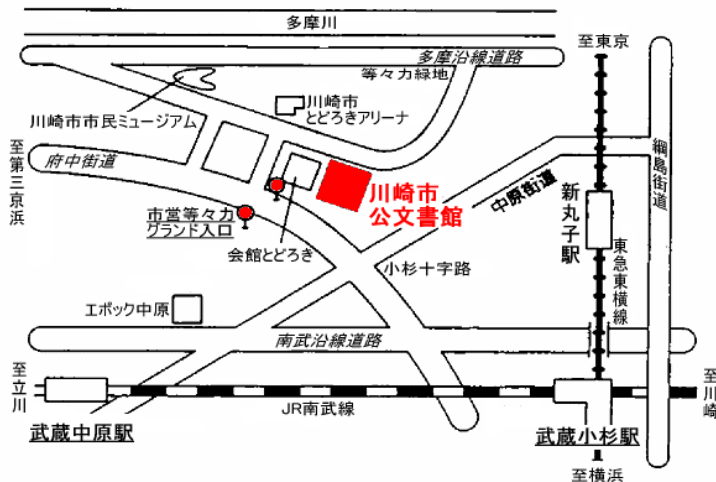 多摩川
多摩沿線道路
等々力緑地
至東京
川崎市
とどろきアリーナ
川崎市市民ミュージアム
至第三京浜
府中街道
綱島街道
中原街道
川崎市
公文書館
新丸子駅
市営等々力
グランド入口
会館とどろき
小杉十字路
東急東横線
エポック中原
南武沿線道路
至立川
JR南武線
至川崎
武蔵中原駅
武蔵小杉駅
至横浜